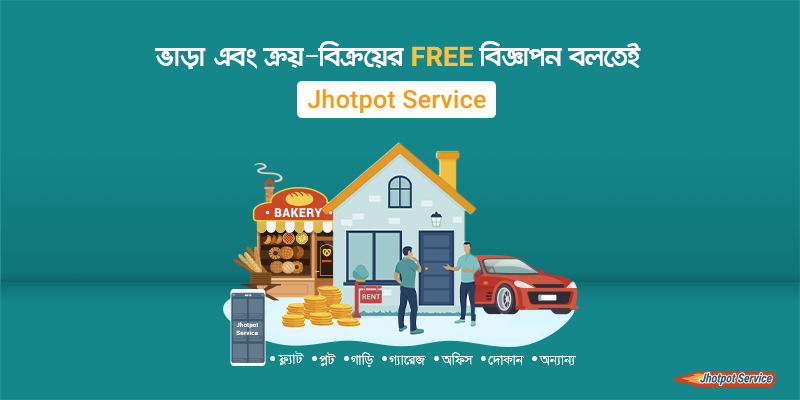 ভাড়া এবং ক্রয়-বিক্রয়ের FREE বিজ্ঞাপন বলতেই
Jhotpot Service
• BAKERY •
RENT
Jhotpot
Service
• ফ্ল্যাট • প্লট • গাড়ি • গ্যারেজ • অফিস • দোকান • অন্যান্য
Jhotpot Service